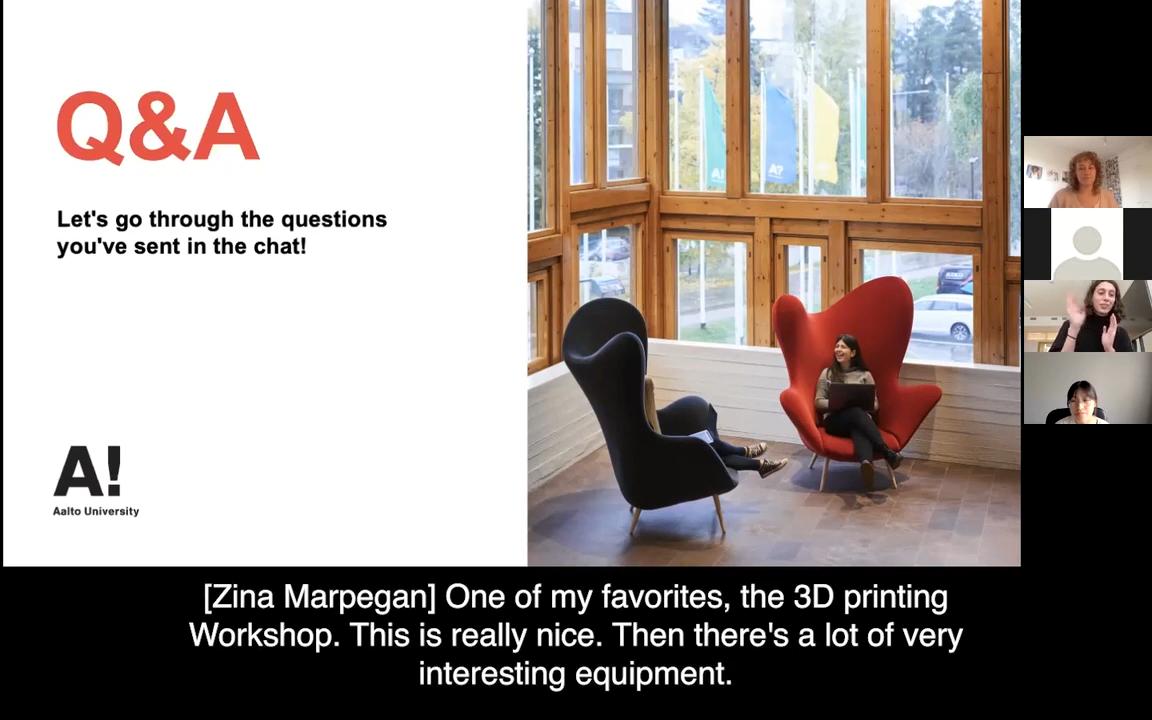 Q&A
Let's go through the questions
you've sent in the chat!
A!
Aalto University
A!
A?
[Zina Marpegan] One of my favorites, the 3D printing
Workshop. This is really nice. Then there's a lot of very
interesting equipment.